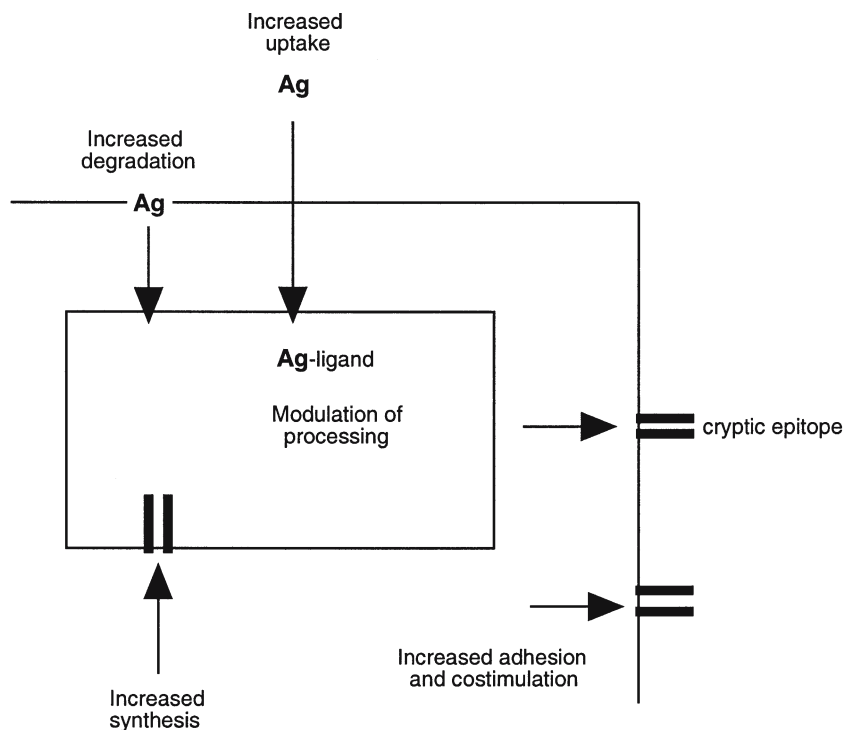 Increased
uptake
Ag
Increased
degradation
Ag
Ag-ligand
Modulation of
processing
cryptic epitope
Increased adhesion
and costimulation
Increased
synthesis